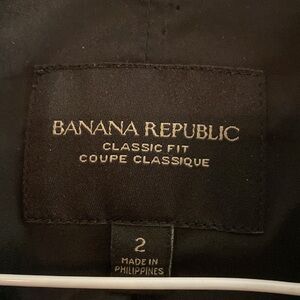 BANANA REPUBLIC
CLASSIC FIT
COUPE CLASSIQUE
2
MADE IN
PHILIPPINES